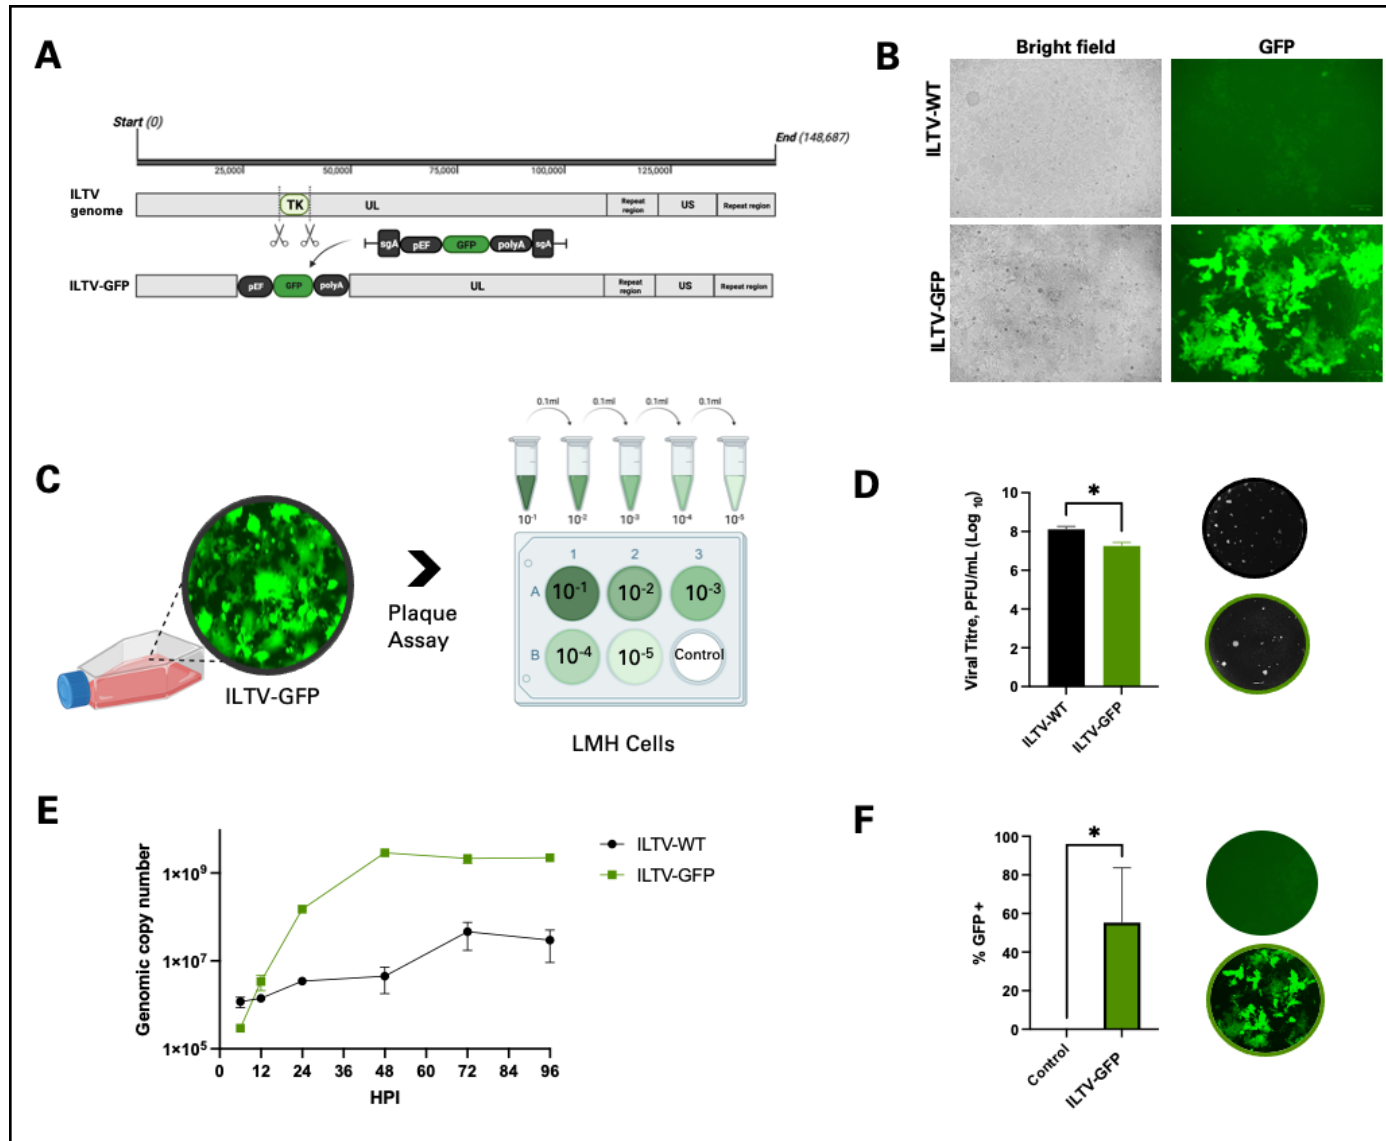 A
Start (0)
End (148,687)
25,000
50,000
75,000
100,000
125,000
ILTV
genome
TK
UL
Repeat
region
US
Repeat region
sgA
pEF
GFP
polyA
sgA
ILTV-GFP
pEF
GFP
polyA
UL
Repeat
region
US
Repeat region
B
Bright field
GFP
ILTV-WT
ILTV-GFP
C
ILTV-GFP
Plaque
Assay
0.1ml
0.1ml
0.1ml
0.1ml
10⁻¹
10⁻²
10⁻³
10⁻⁴
10⁻⁵
1
2
3
A
10⁻¹
10⁻²
10⁻³
B
10⁻⁴
10⁻⁵
Control
LMH Cells
D
Viral Titre, PFU/mL (Log ₁₀)
10
8
6
4
2
0
*
ILTV-WT
ILTV-GFP
E
Genomic copy number
1×10⁹
1×10⁷
1×10⁵
0
12
24
36
48
60
72
84
96
HPI
ILTV-WT
ILTV-GFP
F
% GFP +
100
80
60
40
20
0
*
Control
ILTV-GFP